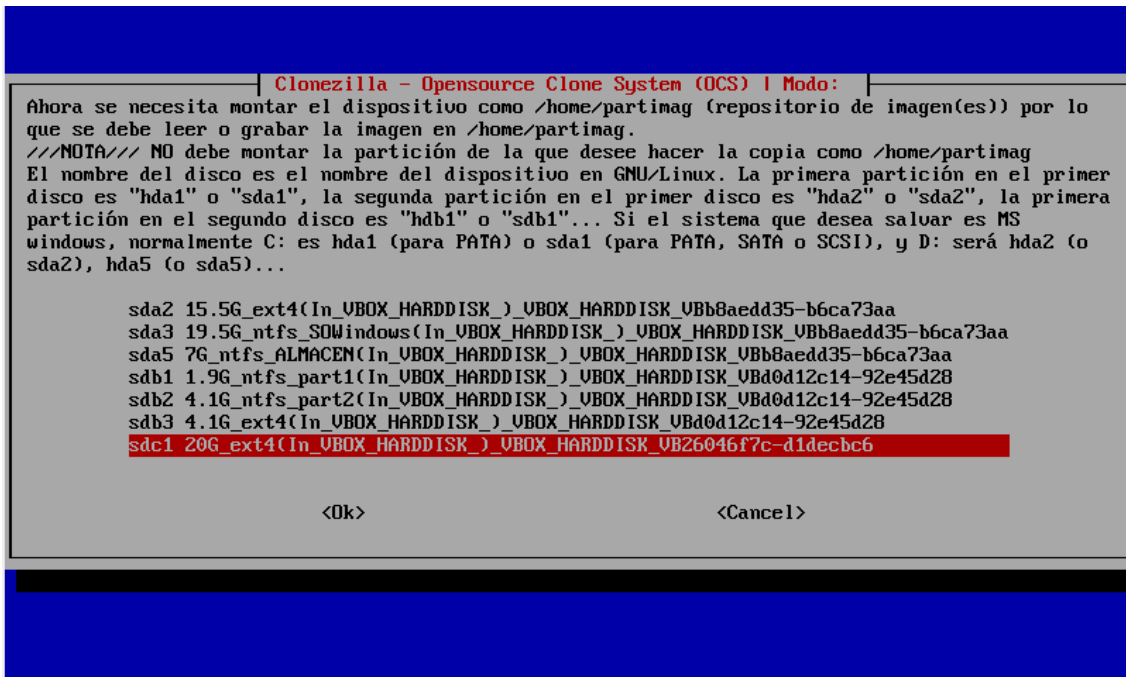 Clonezilla - Opensource Clone System (OCS) | Modo:
Ahora se necesita montar el dispositivo como /home/partimag (repositorio de imagen(es)) por lo
que se debe leer o grabar la imagen en /home/partimag.
///NOTA/// NO debe montar la partición de la que desee hacer la copia como /home/partimag
El nombre del disco es el nombre del dispositivo en GNU/Linux. La primera partición en el primer
disco es "hda1" o "sda1", la segunda partición en el primer disco es "hda2" o "sda2", la primera
partición en el segundo disco es "hdb1" o "sdb1"... Si el sistema que desea salvar es MS
windows, normalmente C: es hda1 (para PATA) o sda1 (para PATA, SATA o SCSI), y D: será hda2 (o
sda2), hda5 (o sda5)...
sda2 15.5G_ext4(In_VBOX_HARDDISK_)_VBOX_HARDDISK_VBb8aedd35-b6ca73aa
sda3 19.5G_ntfs_SOWindows(In_VBOX_HARDDISK_)_VBOX_HARDDISK_VBb8aedd35-b6ca73aa
sda5 7G_ntfs_ALMACEN(In_VBOX_HARDDISK_)_VBOX_HARDDISK_VBb8aedd35-b6ca73aa
sdb1 1.9G_ntfs_part1(In_VBOX_HARDDISK_)_VBOX_HARDDISK_VBd0d12c14-92e45d28
sdb2 4.1G_ntfs_part2(In_VBOX_HARDDISK_)_VBOX_HARDDISK_VBd0d12c14-92e45d28
sdb3 4.1G_ext4(In_VBOX_HARDDISK_)_VBOX_HARDDISK_VBd0d12c14-92e45d28
sdc1 20G_ext4(In_VBOX_HARDDISK_)_VBOX_HARDDISK_VB26046f7c-d1decbc6
<Ok> <Cancel>